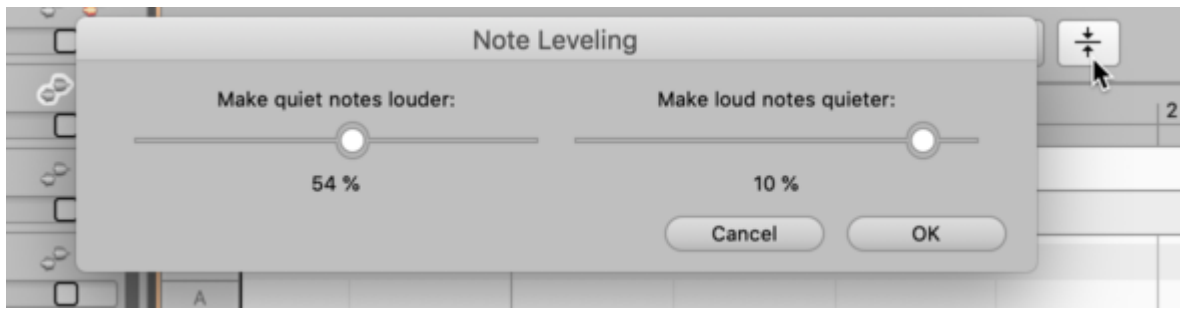 Note Leveling
Make quiet notes louder:
Make loud notes quieter:
2
54 %
10 %
Cancel
OK
A